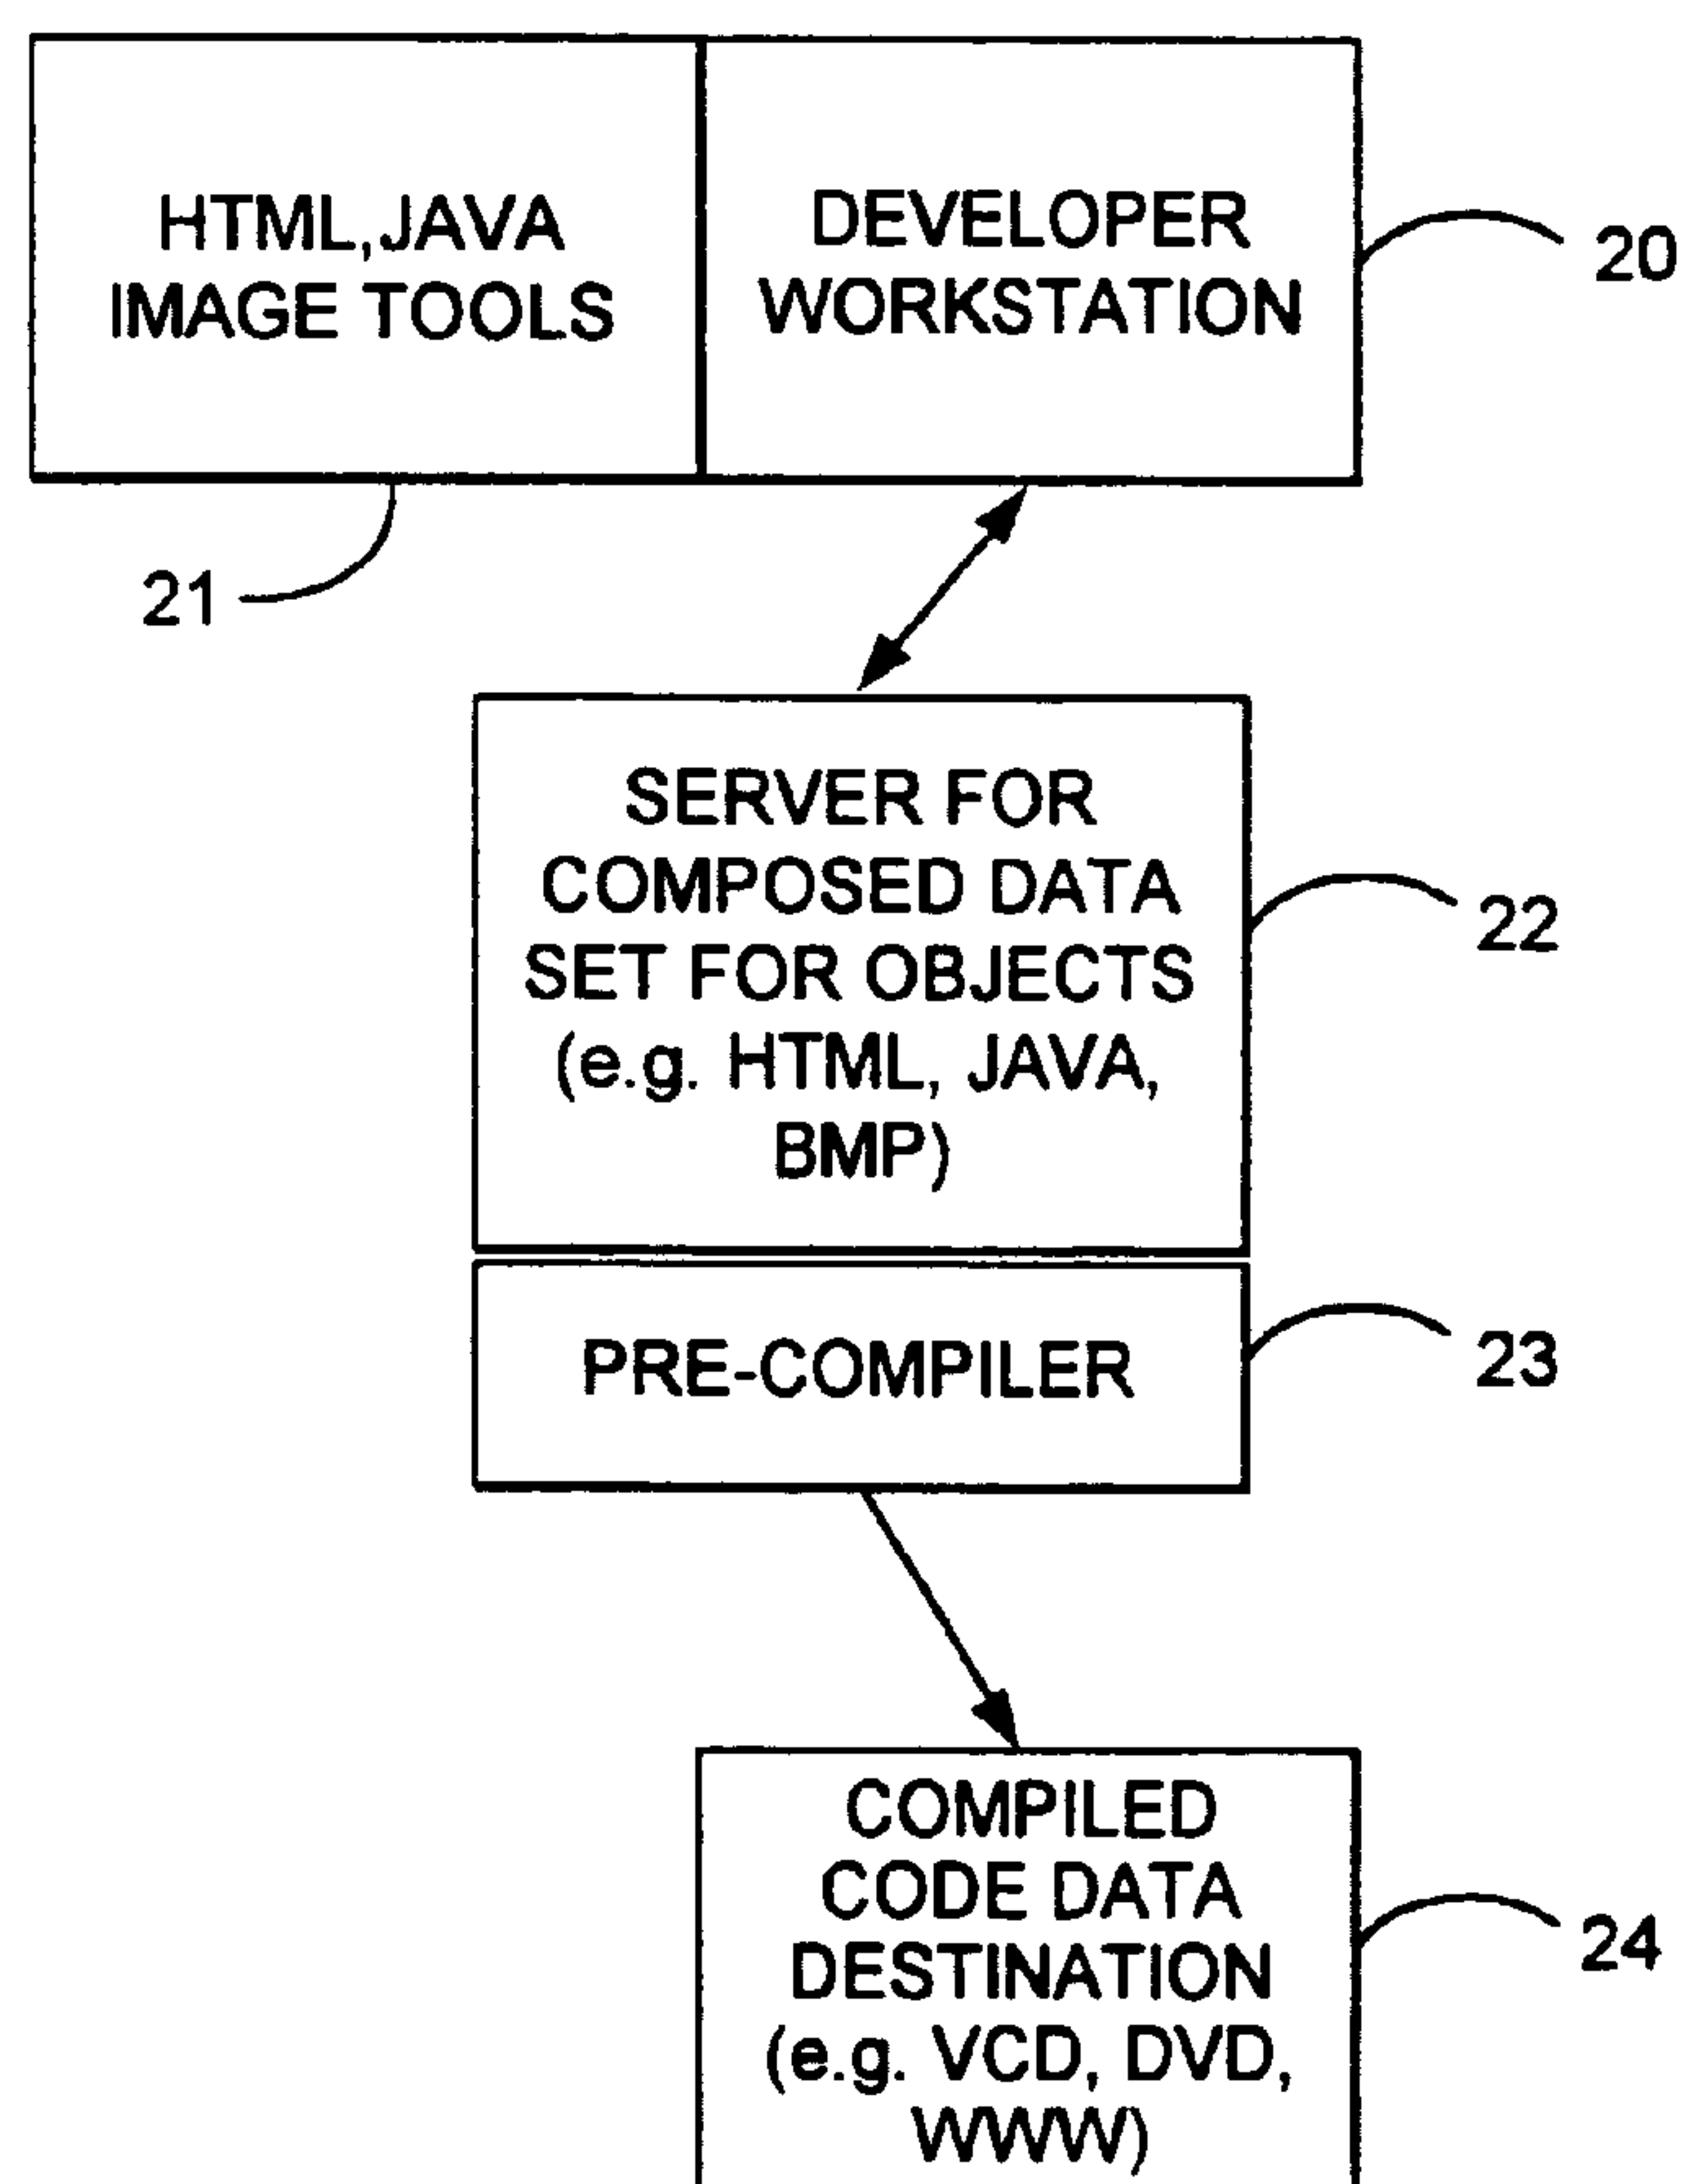 HTML,JAVA
IMAGE TOOLS
DEVELOPER
WORKSTATION
20
21
SERVER FOR
COMPOSED DATA
SET FOR OBJECTS
(e.g. HTML, JAVA,
BMP)
22
PRE-COMPILER
23
COMPILED
CODE DATA
DESTINATION
(e.g. VCD, DVD,
WWW)
24